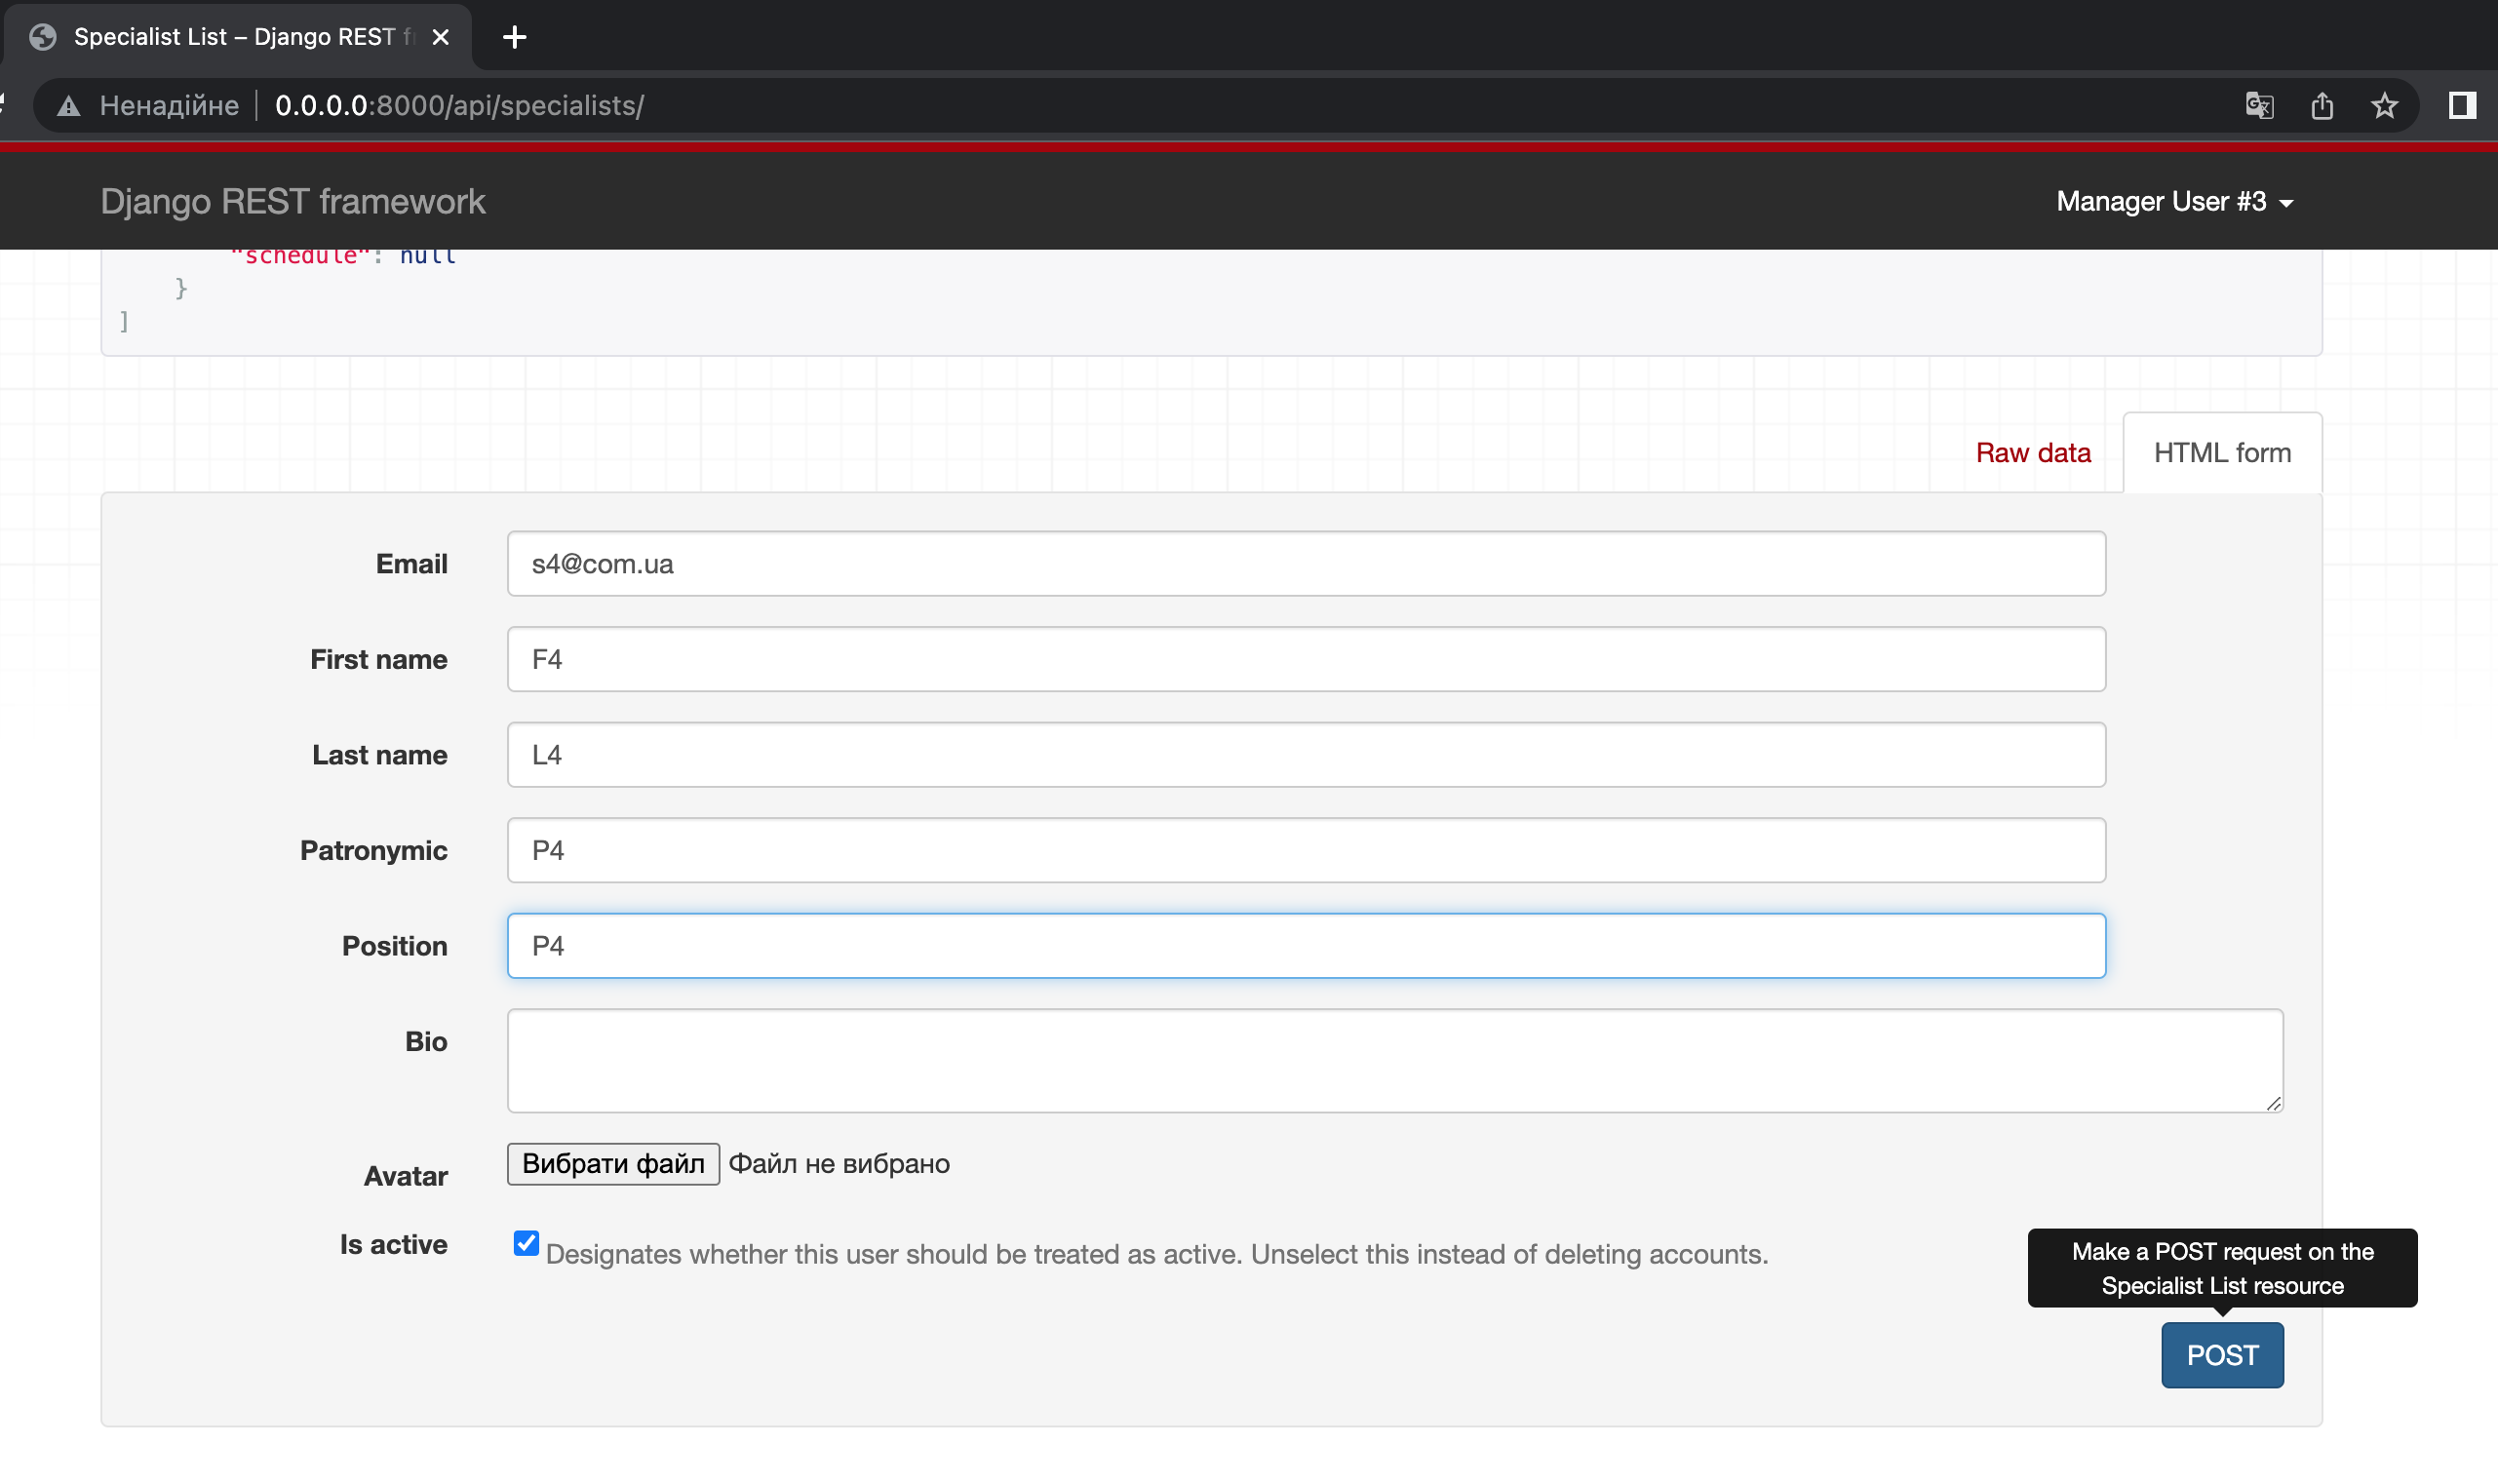 Specialist List – Django REST f
Ненадійне 0.0.0.0:8000/api/specialists/
Django REST framework
Manager User #3
"schedule": null
}
]
Raw data
HTML form
Email
s4@com.ua
First name
F4
Last name
L4
Patronymic
P4
Position
P4
Bio
Avatar
Вибрати файл Файл не вибрано
Is active
Designates whether this user should be treated as active. Unselect this instead of deleting accounts.
Make a POST request on the
Specialist List resource
POST